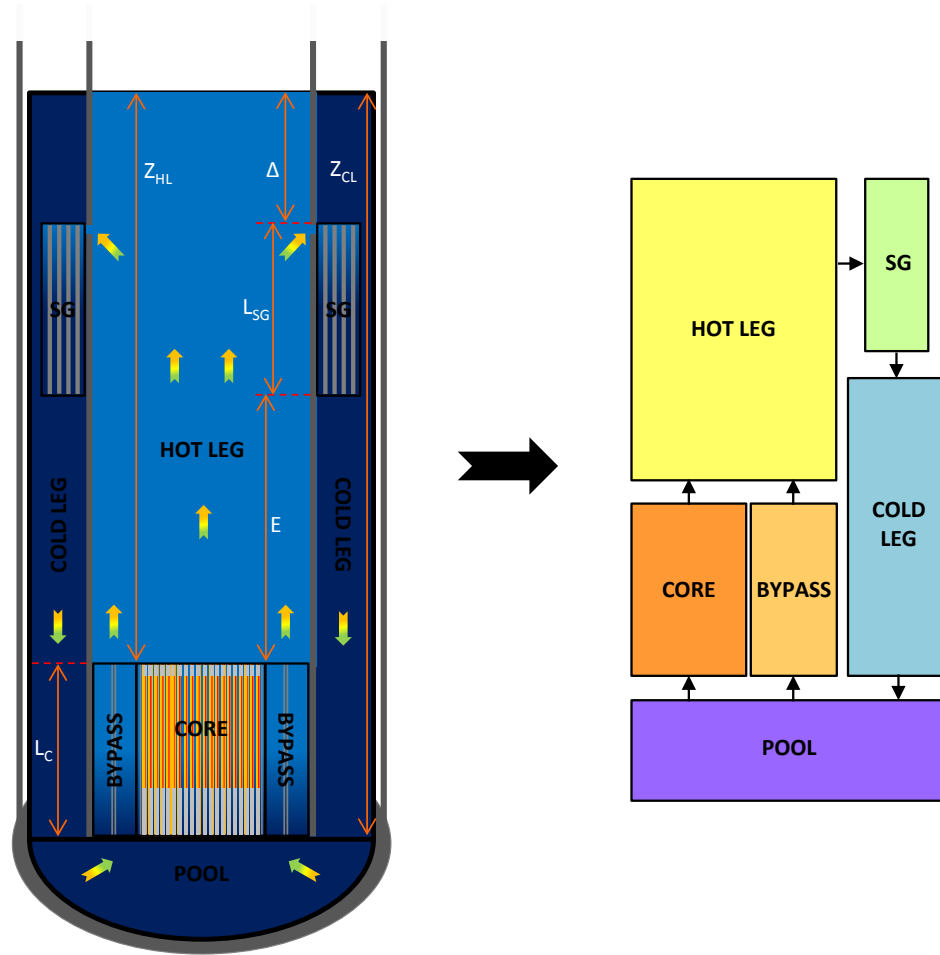 Z_HL
Δ
Z_CL
SG
L_SG
SG
HOT LEG
COLD LEG
E
COLD LEG
L_C
BYPASS
CORE
BYPASS
POOL
HOT LEG
SG
COLD
LEG
CORE
BYPASS
POOL